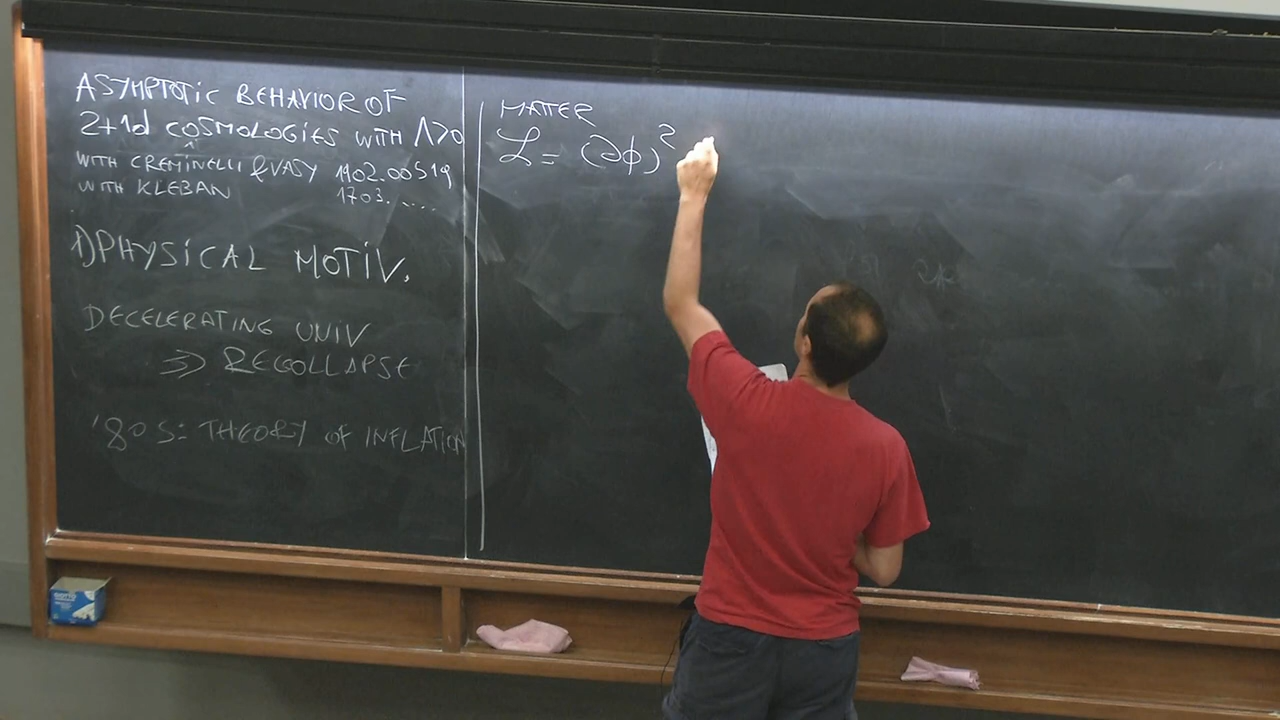 ASYMPTOTIC BEHAVIOR OF
2+1d COSMOLOGIES WITH Λ>0
WITH CREMINELLI & VASY 1902.00519
WITH KLEBAN 1703. ....
1) PHYSICAL MOTIV.
DECELERATING UNIV
⇒ RECOLLAPSE
'80S: THEORY OF INFLATION
MATTER
ℒ = (∂φ)²